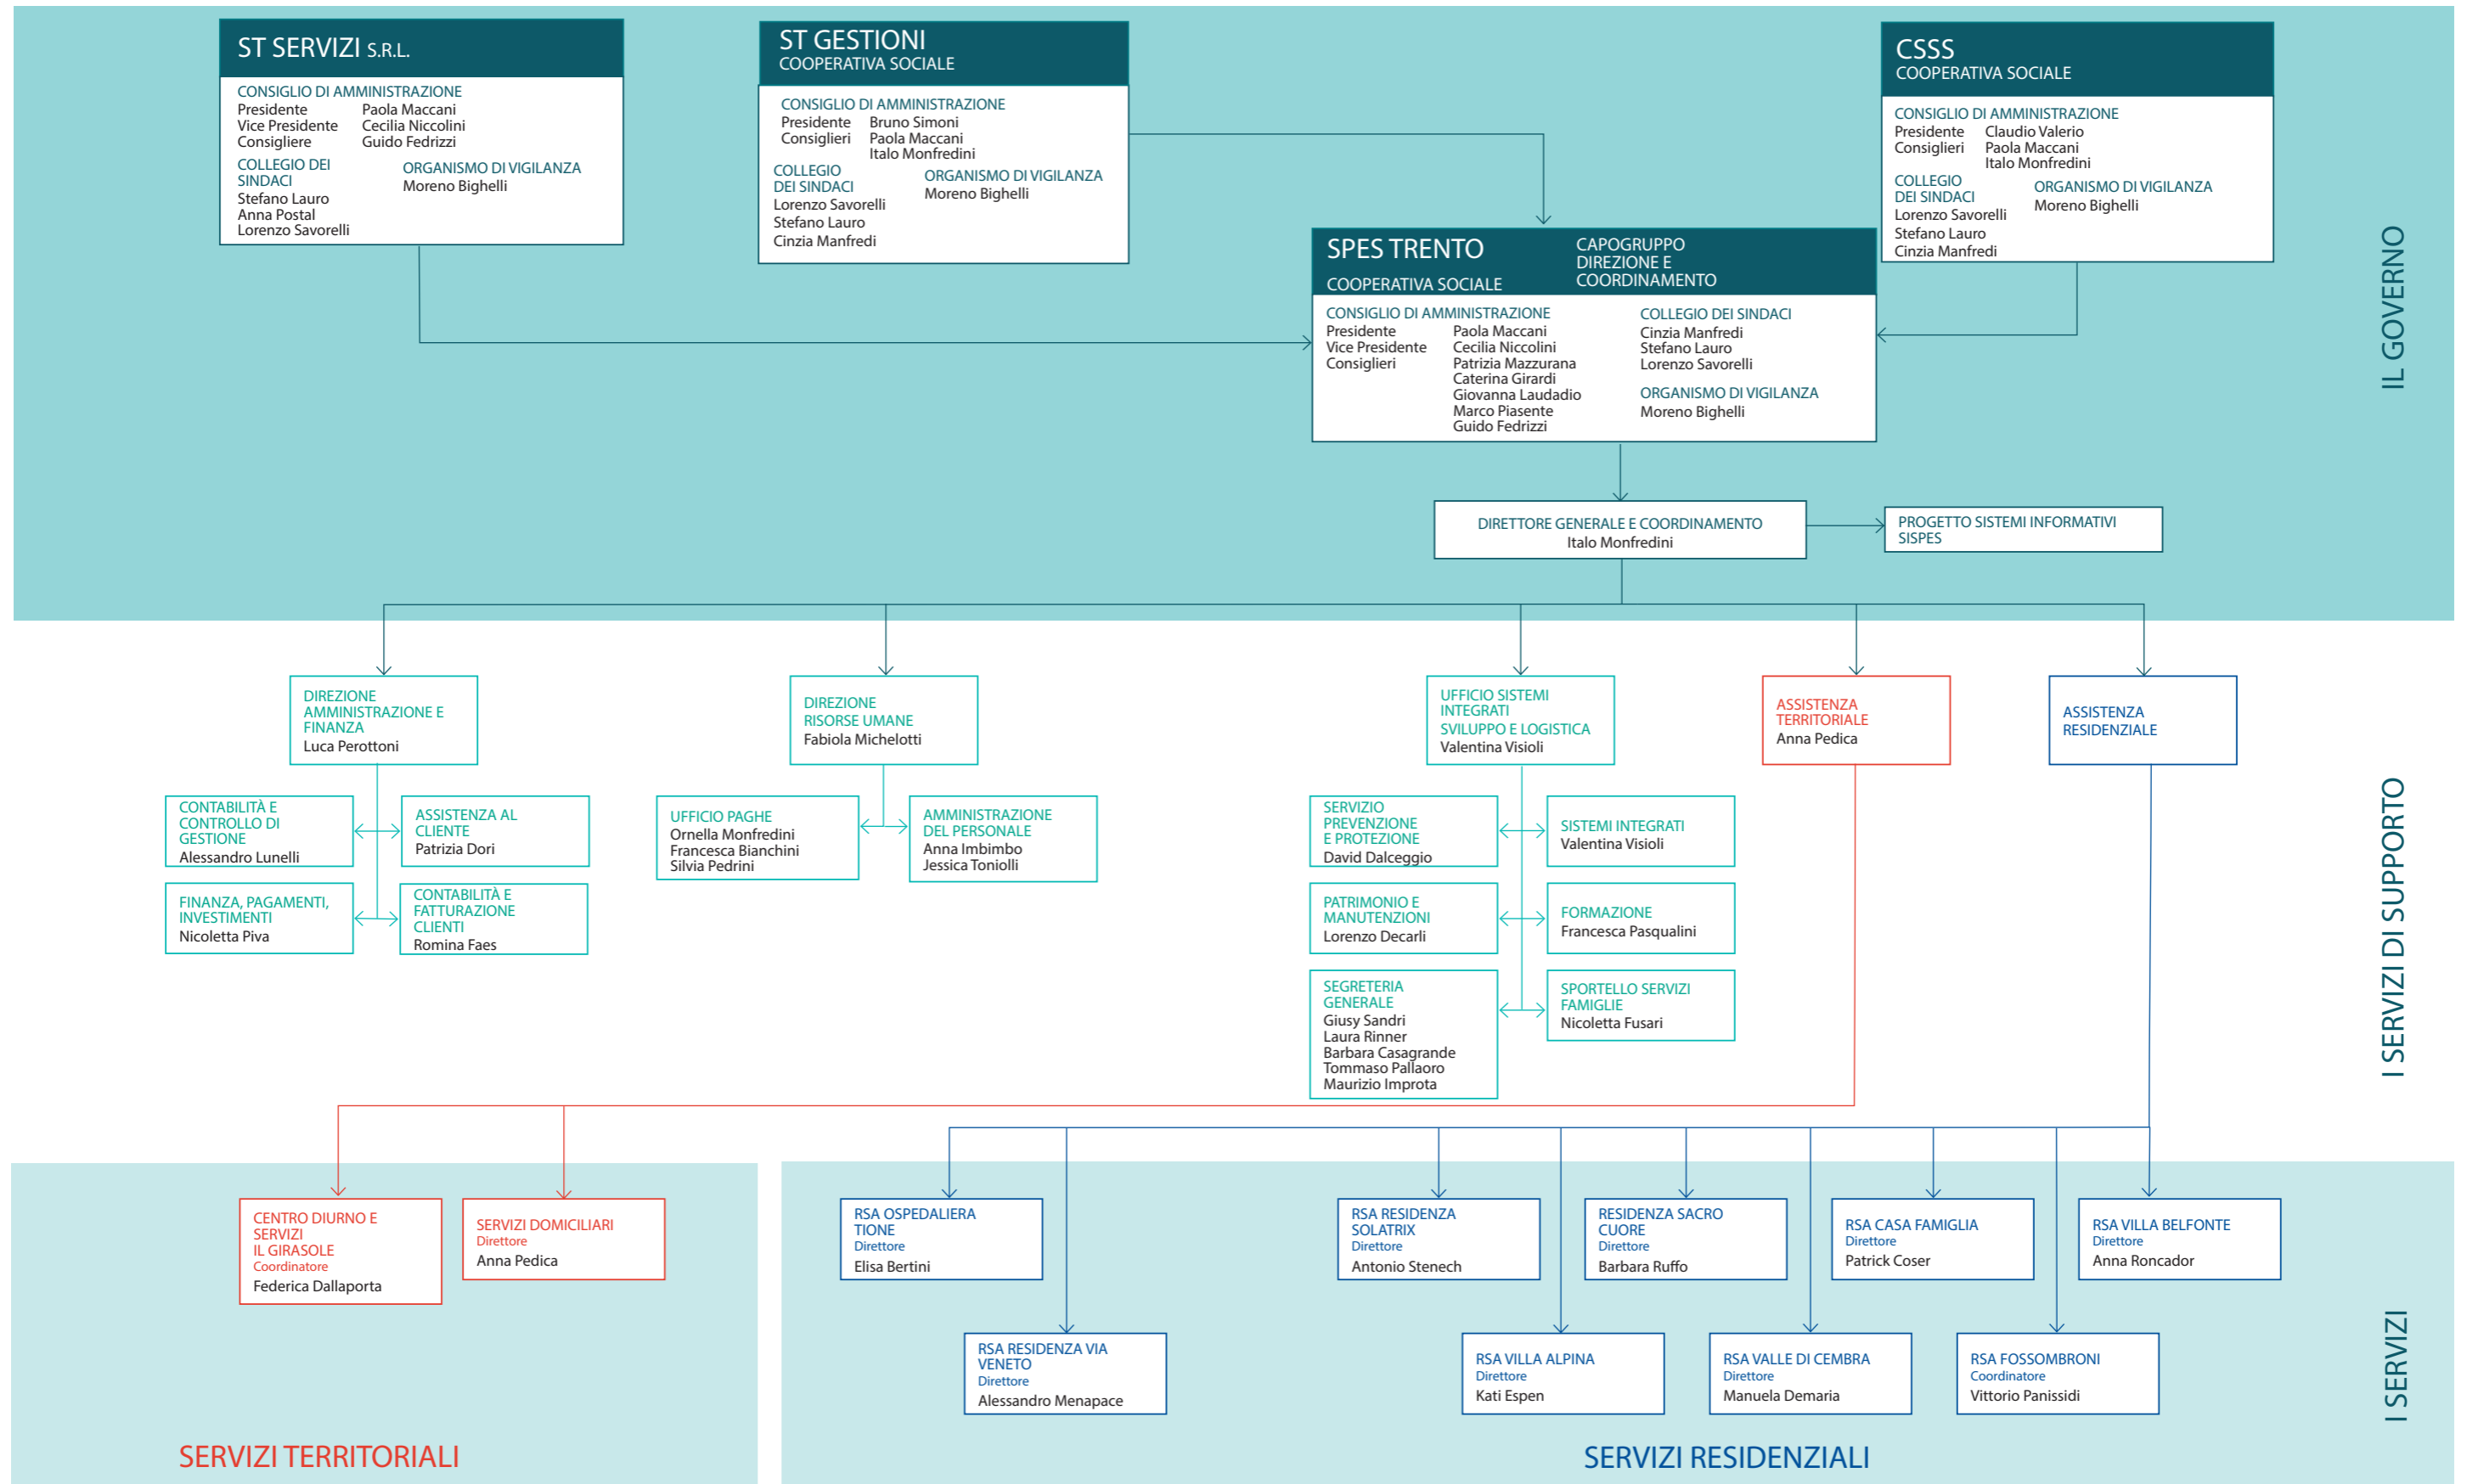 ST SERVIZI S.R.L.
CONSIGLIO DI AMMINISTRAZIONE
Presidente Paola Maccani
Vice Presidente Cecilia Niccolini
Consigliere Guido Fedrizzi
COLLEGIO DEI
SINDACI
Stefano Lauro
Anna Postal
Lorenzo Savorelli
ORGANISMO DI VIGILANZA
Moreno Bighelli
ST GESTIONI
COOPERATIVA SOCIALE
CONSIGLIO DI AMMINISTRAZIONE
Presidente Bruno Simoni
Consiglieri Paola Maccani
Italo Monfredini
COLLEGIO
DEI SINDACI
Lorenzo Savorelli
Stefano Lauro
Cinzia Manfredi
ORGANISMO DI VIGILANZA
Moreno Bighelli
CSSS
COOPERATIVA SOCIALE
CONSIGLIO DI AMMINISTRAZIONE
Presidente Claudio Valerio
Consiglieri Paola Maccani
Italo Monfredini
COLLEGIO
DEI SINDACI
Lorenzo Savorelli
Stefano Lauro
Cinzia Manfredi
ORGANISMO DI VIGILANZA
Moreno Bighelli
SPES TRENTO
COOPERATIVA SOCIALE
CAPOGRUPPO
DIREZIONE E
COORDINAMENTO
CONSIGLIO DI AMMINISTRAZIONE
Presidente Paola Maccani
Vice Presidente Cecilia Niccolini
Consiglieri Patrizia Mazzurana
Caterina Girardi
Giovanna Laudadio
Marco Piasente
Guido Fedrizzi
COLLEGIO DEI SINDACI
Cinzia Manfredi
Stefano Lauro
Lorenzo Savorelli
ORGANISMO DI VIGILANZA
Moreno Bighelli
IL GOVERNO
DIRETTORE GENERALE E COORDINAMENTO
Italo Monfredini
PROGETTO SISTEMI INFORMATIVI
SISPES
DIREZIONE
AMMINISTRAZIONE E
FINANZA
Luca Perottoni
DIREZIONE
RISORSE UMANE
Fabiola Michelotti
UFFICIO SISTEMI
INTEGRATI
SVILUPPO E LOGISTICA
Valentina Visioli
ASSISTENZA
TERRITORIALE
Anna Pedica
ASSISTENZA
RESIDENZIALE
CONTABILITÀ E
CONTROLLO DI
GESTIONE
Alessandro Lunelli
ASSISTENZA AL
CLIENTE
Patrizia Dori
FINANZA, PAGAMENTI,
INVESTIMENTI
Nicoletta Piva
CONTABILITÀ E
FATTURAZIONE
CLIENTI
Romina Faes
UFFICIO PAGHE
Ornella Monfredini
Francesca Bianchini
Silvia Pedrini
AMMINISTRAZIONE
DEL PERSONALE
Anna Imbimbo
Jessica Toniolli
SERVIZIO
PREVENZIONE
E PROTEZIONE
David Dalceggio
SISTEMI INTEGRATI
Valentina Visioli
PATRIMONIO E
MANUTENZIONI
Lorenzo Decarli
FORMAZIONE
Francesca Pasqualini
SEGRETERIA
GENERALE
Giusy Sandri
Laura Rinner
Barbara Casagrande
Tommaso Pallaoro
Maurizio Improta
SPORTELLO SERVIZI
FAMIGLIE
Nicoletta Fusari
I SERVIZI DI SUPPORTO
CENTRO DIURNO E
SERVIZI
IL GIRASOLE
Coordinatore
Federica Dallaporta
SERVIZI DOMICILIARI
Direttore
Anna Pedica
RSA OSPEDALIERA
TIONE
Direttore
Elisa Bertini
RSA RESIDENZA
SOLATRIX
Direttore
Antonio Stenech
RESIDENZA SACRO
CUORE
Direttore
Barbara Ruffo
RSA CASA FAMIGLIA
Direttore
Patrick Coser
RSA VILLA BELFONTE
Direttore
Anna Roncador
RSA RESIDENZA VIA
VENETO
Direttore
Alessandro Menapace
RSA VILLA ALPINA
Direttore
Kati Espen
RSA VALLE DI CEMBRA
Direttore
Manuela Demaria
RSA FOSSOMBRONI
Coordinatore
Vittorio Panissidi
I SERVIZI
SERVIZI TERRITORIALI
SERVIZI RESIDENZIALI